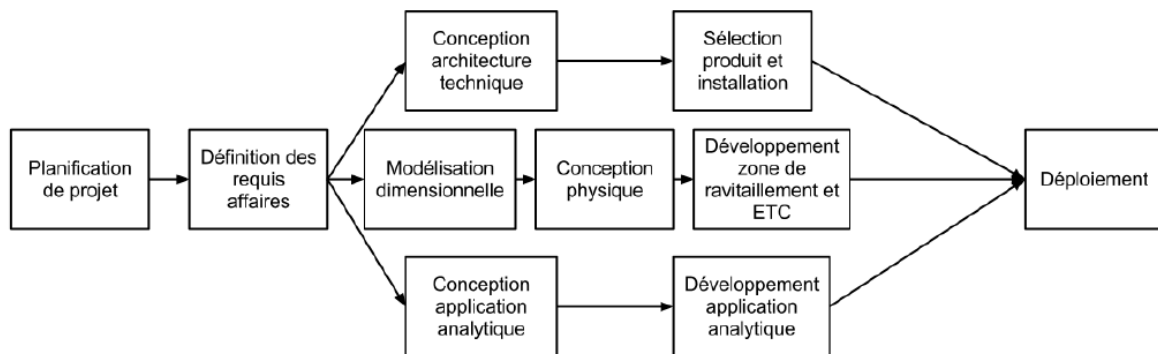 Planification
de projet
Définition des
requis
affaires
Conception
architecture
technique
Sélection
produit et
installation
Modélisation
dimensionnelle
Conception
physique
Développement
zone de
ravitaillement et
ETC
Conception
application
analytique
Développement
application
analytique
Déploiement